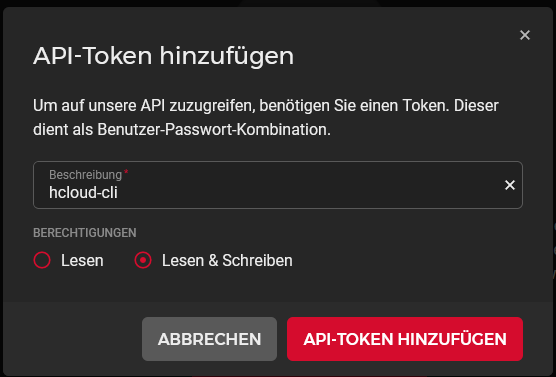 API-Token hinzufügen
Um auf unsere API zuzugreifen, benötigen Sie einen Token. Dieser
dient als Benutzer-Passwort-Kombination.
Beschreibung*
hcloud-cli
BERECHTIGUNGEN
Lesen
Lesen & Schreiben
ABBRECHEN
API-TOKEN HINZUFÜGEN